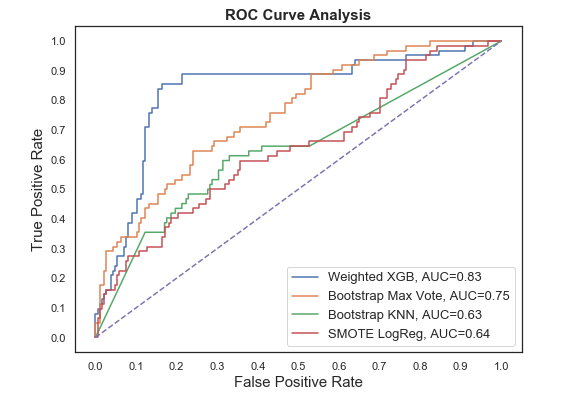 ROC Curve Analysis
1.0
0.9
0.8
0.7
0.6
0.5
0.4
0.3
0.2
0.1
0.0
True Positive Rate
Weighted XGB, AUC=0.83
Bootstrap Max Vote, AUC=0.75
Bootstrap KNN, AUC=0.63
SMOTE LogReg, AUC=0.64
0.0 0.1 0.2 0.3 0.4 0.5 0.6 0.7 0.8 0.9 1.0
False Positive Rate